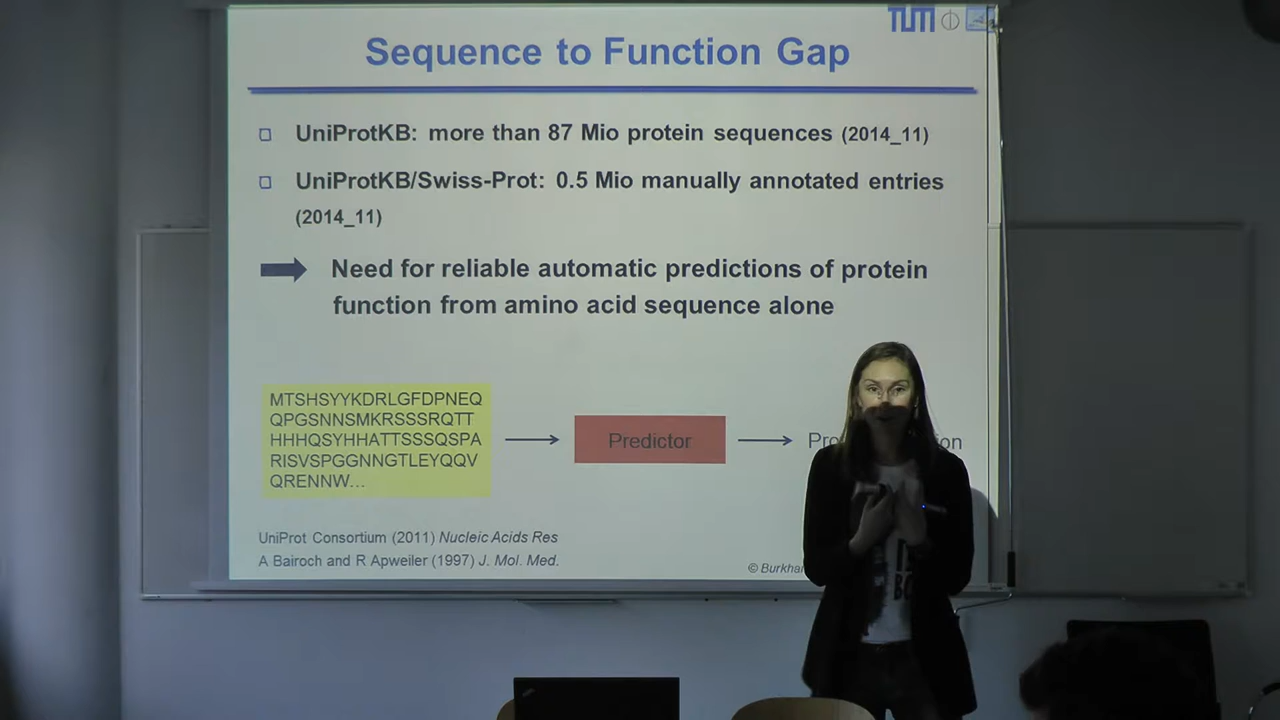 TUM
Sequence to Function Gap
UniProtKB: more than 87 Mio protein sequences (2014_11)
UniProtKB/Swiss-Prot: 0.5 Mio manually annotated entries
(2014_11)
Need for reliable automatic predictions of protein
function from amino acid sequence alone
MTSHSYYKDRLGFDPNEQ
QPGSNNSMKRSSSRQTT
HHHQSYHHATTSSSQSPA
RISVSPGGNNGTLEYQQV
QRENNW...
Predictor
UniProt Consortium (2011) Nucleic Acids Res
A Bairoch and R Apweiler (1997) J. Mol. Med.
©